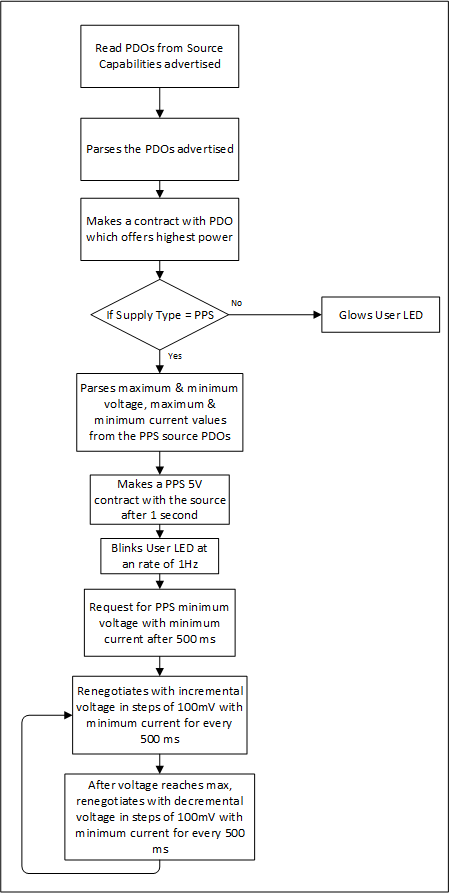 Read PDOs from Source
Capabilities advertised
Parses the PDOs advertised
Makes a contract with PDO
which offers highest power
If Supply Type = PPS
No
Glows User LED
Yes
Parses maximum & minimum
voltage, maximum &
minimum current values
from the PPS source PDOs
Makes a PPS 5V
contract with the source
after 1 second
Blinks User LED at
an rate of 1Hz
Request for PPS minimum
voltage with minimum
current after 500 ms
Renegotiates with incremental
voltage in steps of 100mV with
minimum current for every
500 ms
After voltage reaches max,
renegotiates with decremental
voltage in steps of 100mV with
minimum current for every 500
ms